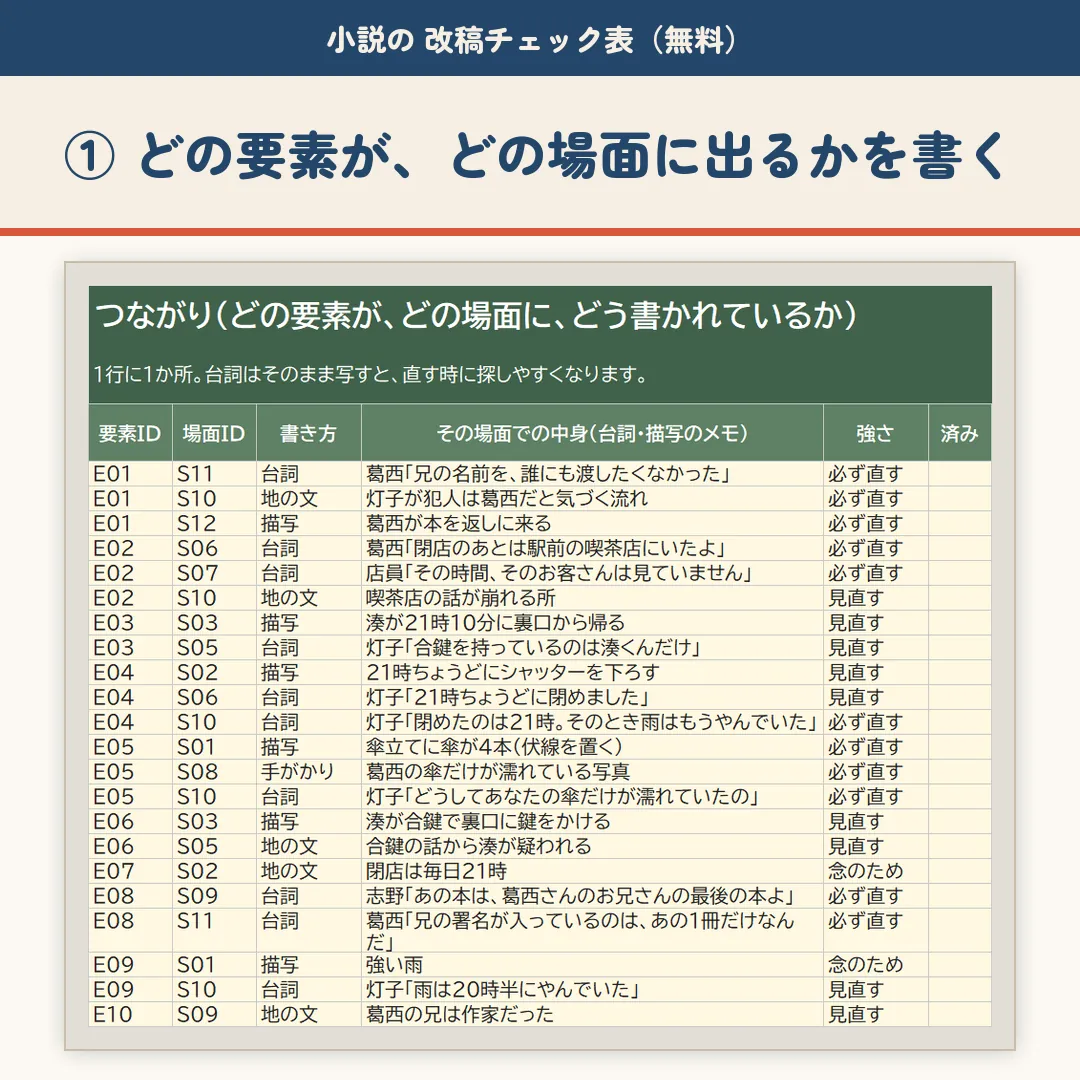 小説の 改稿チェック表（無料）
① どの要素が、どの場面に出るかを書く
つながり（どの要素が、どの場面に、どう書かれているか）
1行に1か所。台詞はそのまま写すと、直す時に探しやすくなります。
要素ID 場面ID 書き方 その場面での中身（台詞・描写のメモ） 強さ 済み
E01 S11 台詞 葛西「兄の名前を、誰にも渡したくなかった」 必ず直す
E01 S10 地の文 灯子が犯人は葛西だと気づく流れ 必ず直す
E01 S12 描写 葛西が本を返しに来る 必ず直す
E02 S06 台詞 葛西「閉店のあとは駅前の喫茶店にいたよ」 必ず直す
E02 S07 台詞 店員「その時間、そのお客さんは見ていません」 必ず直す
E02 S10 地の文 喫茶店の話が崩れる所 見直す
E03 S03 描写 湊が21時10分に裏口から帰る 見直す
E03 S05 台詞 灯子「合鍵を持っているのは湊くんだけ」 見直す
E04 S02 描写 21時ちょうどにシャッターを下ろす 見直す
E04 S06 台詞 灯子「21時ちょうどに閉めました」 見直す
E04 S10 台詞 灯子「閉めたのは21時。そのとき雨はもうやんでいた」 必ず直す
E05 S01 描写 傘立てに傘が4本（伏線を置く） 必ず直す
E05 S08 手がかり 葛西の傘だけが濡れている写真 必ず直す
E05 S10 台詞 灯子「どうしてあなたの傘だけが濡れていたの」 必ず直す
E06 S03 描写 湊が合鍵で裏口に鍵をかける 見直す
E06 S05 地の文 合鍵の話から湊が疑われる 見直す
E07 S02 地の文 閉店は毎日21時 念のため
E08 S09 台詞 志野「あの本は、葛西さんのお兄さんの最後の本よ」 必ず直す
E08 S11 台詞 葛西「兄の署名が入っているのは、あの1冊だけなん 必ず直す
だ」
E09 S01 描写 強い雨 念のため
E09 S10 台詞 灯子「雨は20時半にやんでいた」 見直す
E10 S09 地の文 葛西の兄は作家だった 見直す